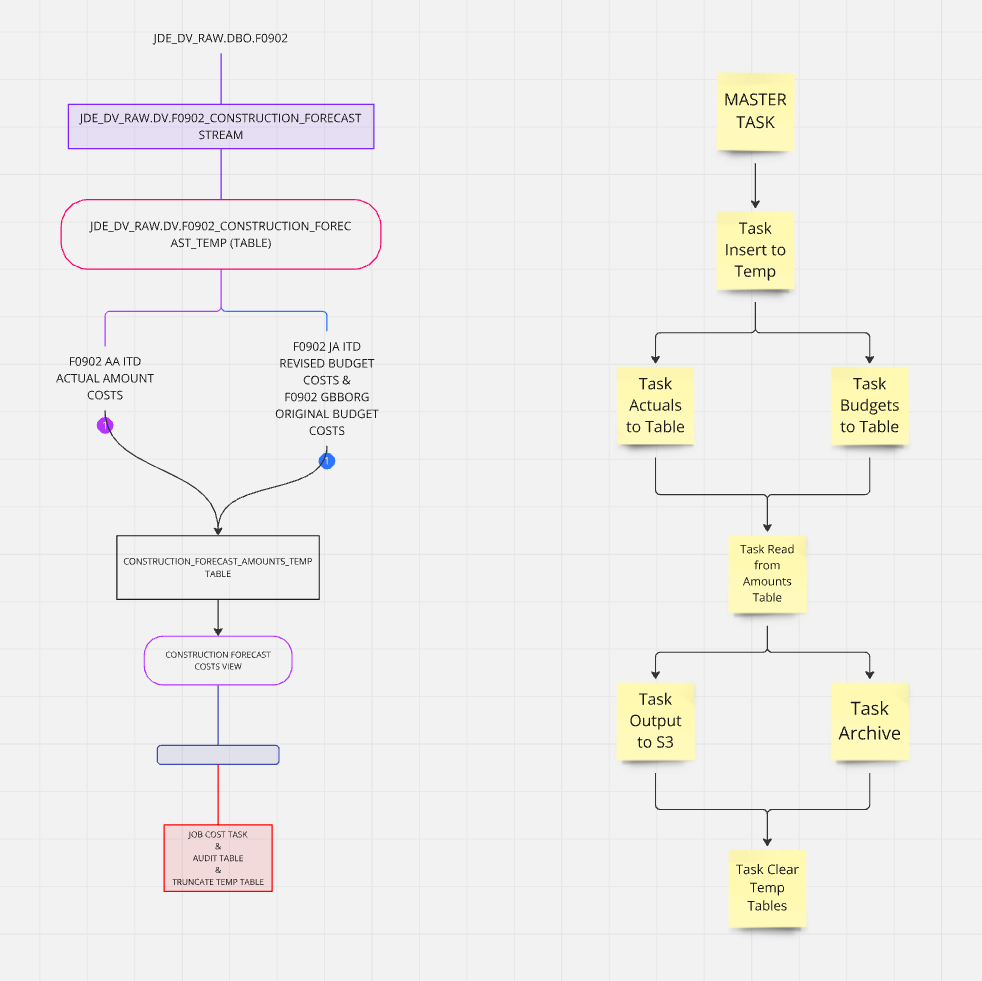 JDE_DV_RAW.DBO.F0902
JDE_DV_RAW.DV.F0902_CONSTRUCTION_FORECAST
STREAM
JDE_DV_RAW.DV.F0902_CONSTRUCTION_FOREC
AST_TEMP (TABLE)
F0902 AA ITD
ACTUAL AMOUNT
COSTS
1
F0902 JA ITD
REVISED BUDGET
COSTS &
F0902 GBBORG
ORIGINAL BUDGET
COSTS
1
CONSTRUCTION_FORECAST_AMOUNTS_TEMP
TABLE
CONSTRUCTION FORECAST
COSTS VIEW
JOB COST TASK
&
AUDIT TABLE
&
TRUNCATE TEMP TABLE
MASTER
TASK
Task
Insert to
Temp
Task
Actuals
to Table
Task
Budgets
to Table
Task Read
from
Amounts
Table
Task
Output
to S3
Task
Archive
Task Clear
Temp
Tables